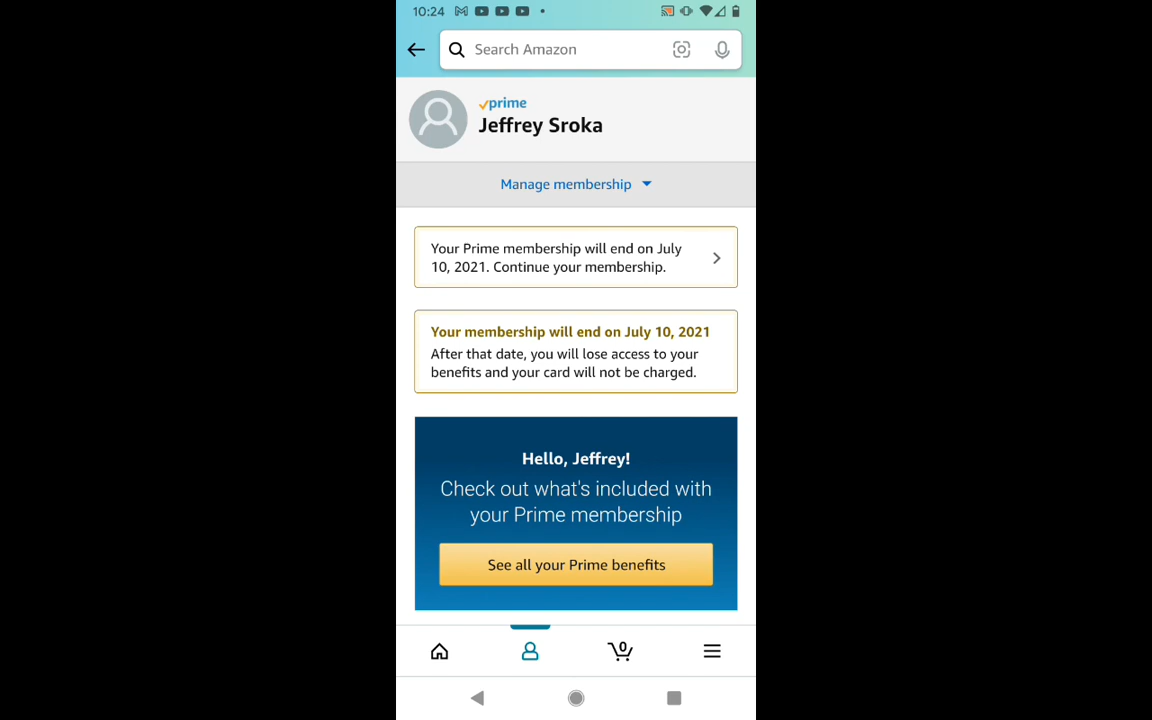 10:24
Search Amazon
prime
Jeffrey Sroka
Manage membership
Your Prime membership will end on July
10, 2021. Continue your membership.
Your membership will end on July 10, 2021
After that date, you will lose access to your
benefits and your card will not be charged.
Hello, Jeffrey!
Check out what's included with
your Prime membership
See all your Prime benefits
0